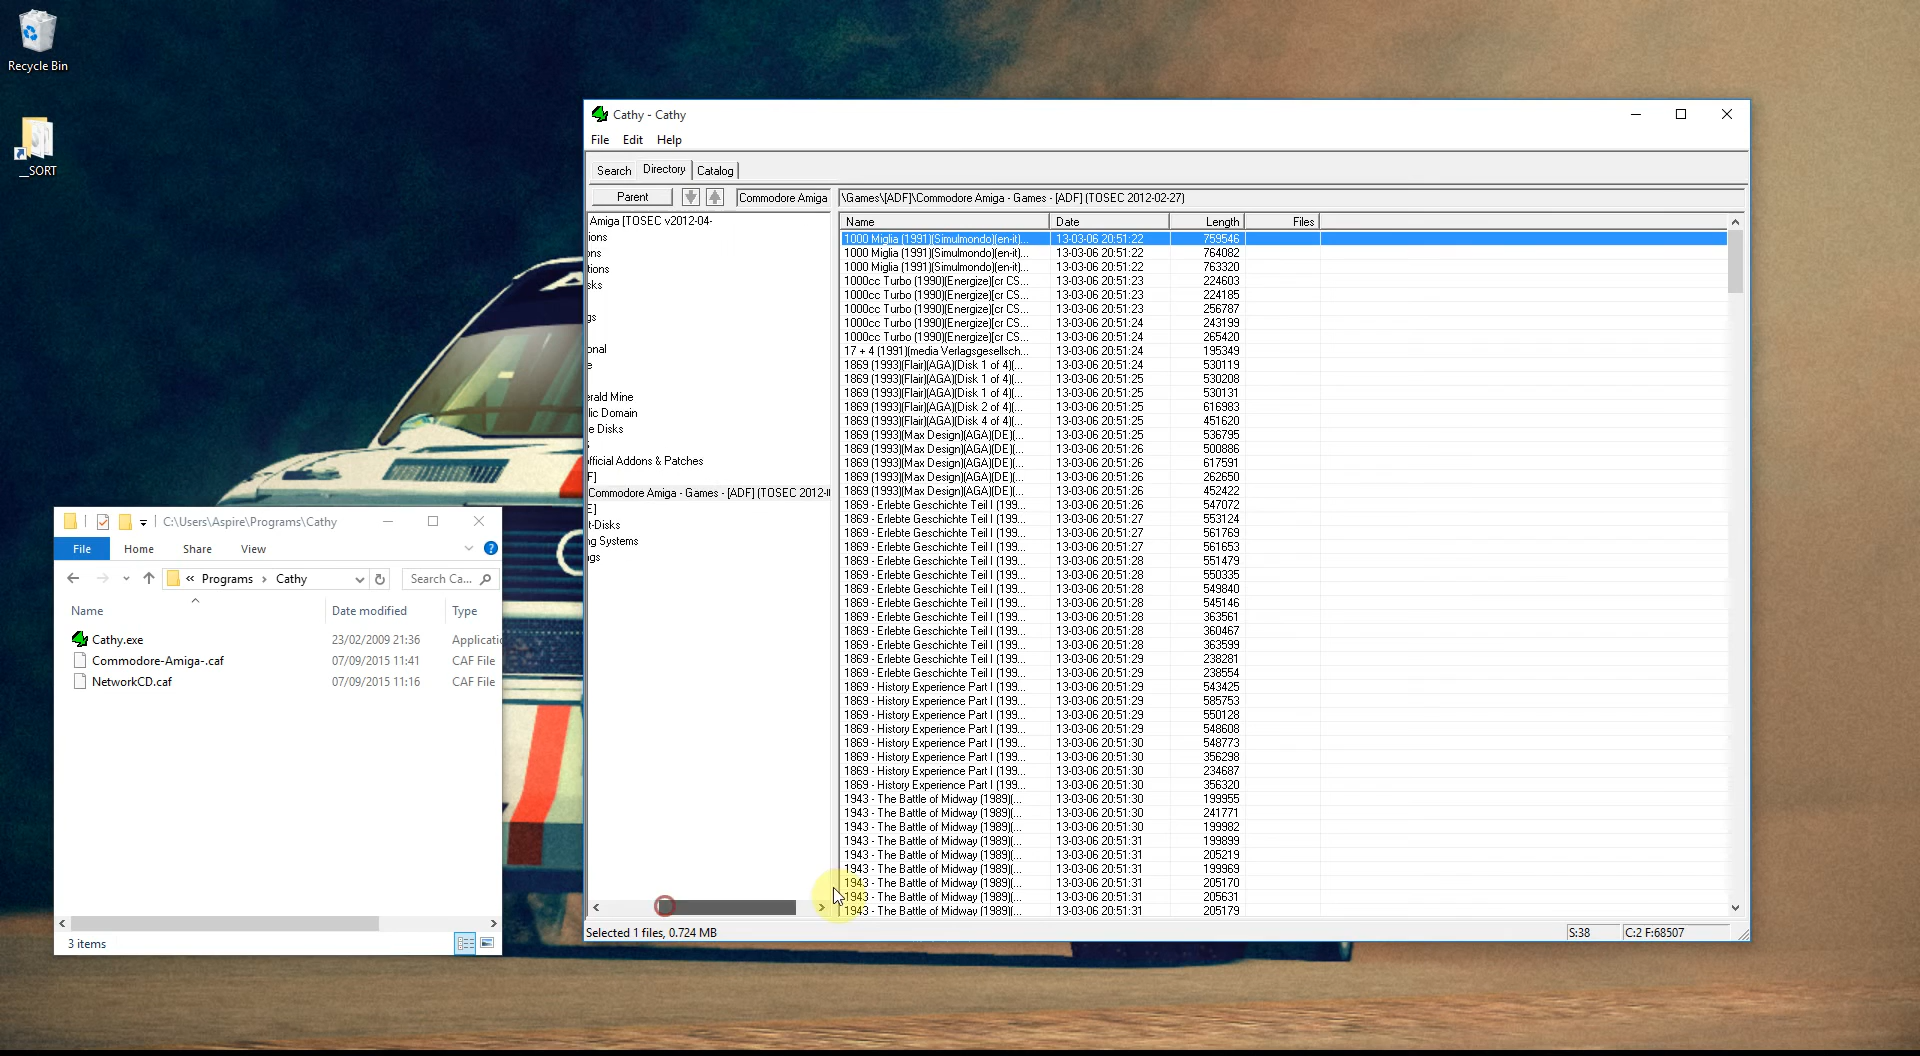 Recycle Bin
__SORT
Cathy - Cathy
File Edit Help
Search Directory Catalog
Parent Commodore Amiga \Games\[ADF]\Commodore Amiga - Games - [ADF] (TOSEC 2012-02-27)
Amiga [TOSEC v2012-04-
ions
ons
tions
sks
gs
onal
e
erald Mine
lic Domain
e Disks
s
official Addons & Patches
F]
Commodore Amiga - Games - [ADF] (TOSEC 2012-
E]
t-Disks
ng Systems
ngs
Name Date Length Files
1000 Miglia (1991)(Simulmondo)(en-it)... 13-03-06 20:51:22 759546
1000 Miglia (1991)(Simulmondo)(en-it)... 13-03-06 20:51:22 764082
1000 Miglia (1991)(Simulmondo)(en-it)... 13-03-06 20:51:22 763320
1000cc Turbo (1990)(Energize)[cr CS... 13-03-06 20:51:23 224603
1000cc Turbo (1990)(Energize)[cr CS... 13-03-06 20:51:23 224185
1000cc Turbo (1990)(Energize)[cr CS... 13-03-06 20:51:23 256787
1000cc Turbo (1990)(Energize)[cr CS... 13-03-06 20:51:24 243199
1000cc Turbo (1990)(Energize)[cr CS... 13-03-06 20:51:24 265420
17 + 4 (1991)(media Verlagsgesellsch... 13-03-06 20:51:24 195349
1869 (1993)(Flair)(AGA)(Disk 1 of 4)(... 13-03-06 20:51:24 530119
1869 (1993)(Flair)(AGA)(Disk 1 of 4)(... 13-03-06 20:51:25 530208
1869 (1993)(Flair)(AGA)(Disk 1 of 4)(... 13-03-06 20:51:25 530131
1869 (1993)(Flair)(AGA)(Disk 2 of 4)(... 13-03-06 20:51:25 616983
1869 (1993)(Flair)(AGA)(Disk 4 of 4)(... 13-03-06 20:51:25 451620
1869 (1993)(Max Design)(AGA)(DE)(... 13-03-06 20:51:25 536795
1869 (1993)(Max Design)(AGA)(DE)(... 13-03-06 20:51:26 500886
1869 (1993)(Max Design)(AGA)(DE)(... 13-03-06 20:51:26 617591
1869 (1993)(Max Design)(AGA)(DE)(... 13-03-06 20:51:26 262650
1869 (1993)(Max Design)(AGA)(DE)(... 13-03-06 20:51:26 452422
1869 - Erlebte Geschichte Teil I (199... 13-03-06 20:51:26 547072
1869 - Erlebte Geschichte Teil I (199... 13-03-06 20:51:27 553124
1869 - Erlebte Geschichte Teil I (199... 13-03-06 20:51:27 561769
1869 - Erlebte Geschichte Teil I (199... 13-03-06 20:51:27 561653
1869 - Erlebte Geschichte Teil I (199... 13-03-06 20:51:28 551479
1869 - Erlebte Geschichte Teil I (199... 13-03-06 20:51:28 550335
1869 - Erlebte Geschichte Teil I (199... 13-03-06 20:51:28 549840
1869 - Erlebte Geschichte Teil I (199... 13-03-06 20:51:28 545146
1869 - Erlebte Geschichte Teil I (199... 13-03-06 20:51:28 363561
1869 - Erlebte Geschichte Teil I (199... 13-03-06 20:51:28 360467
1869 - Erlebte Geschichte Teil I (199... 13-03-06 20:51:28 363599
1869 - Erlebte Geschichte Teil I (199... 13-03-06 20:51:29 238281
1869 - Erlebte Geschichte Teil I (199... 13-03-06 20:51:29 238554
1869 - History Experience Part I (199... 13-03-06 20:51:29 543425
1869 - History Experience Part I (199... 13-03-06 20:51:29 585753
1869 - History Experience Part I (199... 13-03-06 20:51:29 550128
1869 - History Experience Part I (199... 13-03-06 20:51:29 548608
1869 - History Experience Part I (199... 13-03-06 20:51:30 548773
1869 - History Experience Part I (199... 13-03-06 20:51:30 356298
1869 - History Experience Part I (199... 13-03-06 20:51:30 234687
1869 - History Experience Part I (199... 13-03-06 20:51:30 356320
1943 - The Battle of Midway (1989)(... 13-03-06 20:51:30 199955
1943 - The Battle of Midway (1989)(... 13-03-06 20:51:30 241771
1943 - The Battle of Midway (1989)(... 13-03-06 20:51:30 199982
1943 - The Battle of Midway (1989)(... 13-03-06 20:51:31 199899
1943 - The Battle of Midway (1989)(... 13-03-06 20:51:31 205219
1943 - The Battle of Midway (1989)(... 13-03-06 20:51:31 199969
1943 - The Battle of Midway (1989)(... 13-03-06 20:51:31 205170
1943 - The Battle of Midway (1989)(... 13-03-06 20:51:31 205631
1943 - The Battle of Midway (1989)(... 13-03-06 20:51:31 205179
Selected 1 files, 0.724 MB S:38 C:2 F:68507
C:\Users\Aspire\Programs\Cathy
File Home Share View
« Programs › Cathy Search Ca...
Name Date modified Type
Cathy.exe 23/02/2009 21:36 Applicatio
Commodore-Amiga-.caf 07/09/2015 11:41 CAF File
NetworkCD.caf 07/09/2015 11:16 CAF File
3 items